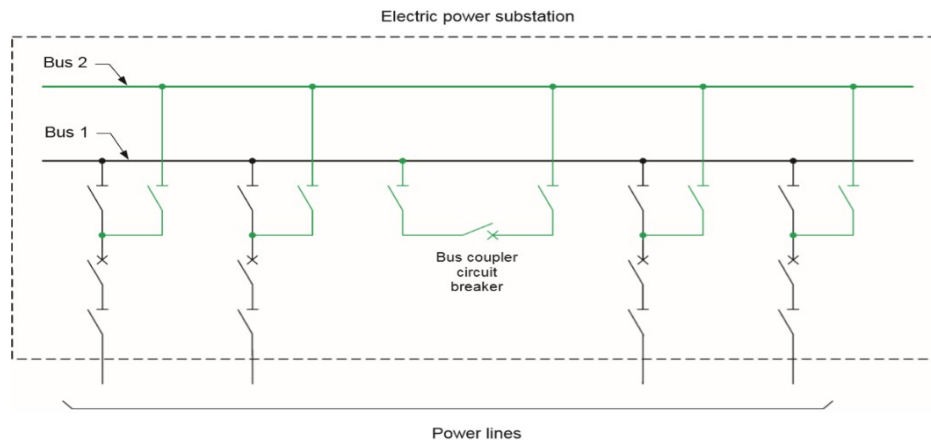 Electric power substation
Bus 2
Bus 1
Bus coupler
circuit
breaker
Power lines